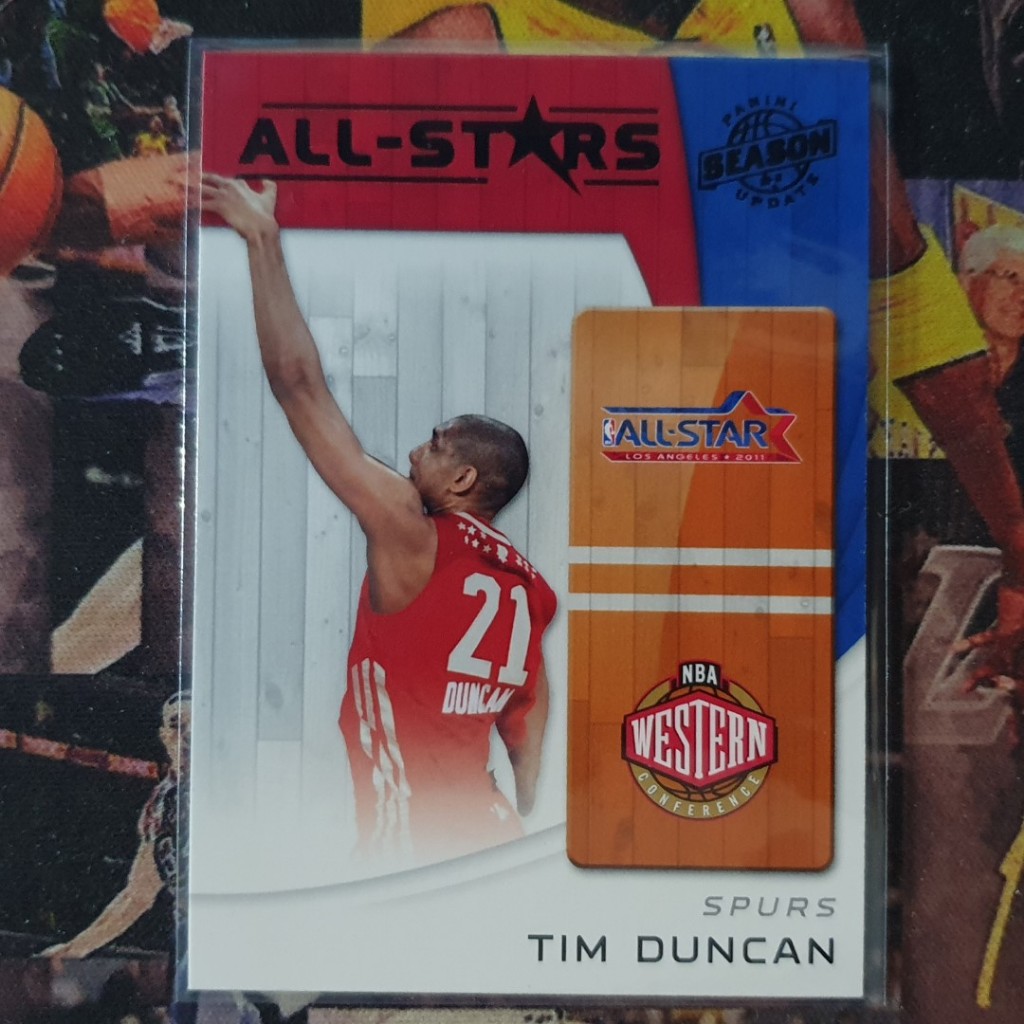 ALL-STARS
PANINI
SEASON
UPDATE
ALL-STAR
LOS ANGELES ★ 2011
21
DUNCAN
NBA
WESTERN
CONFERENCE
SPURS
TIM DUNCAN